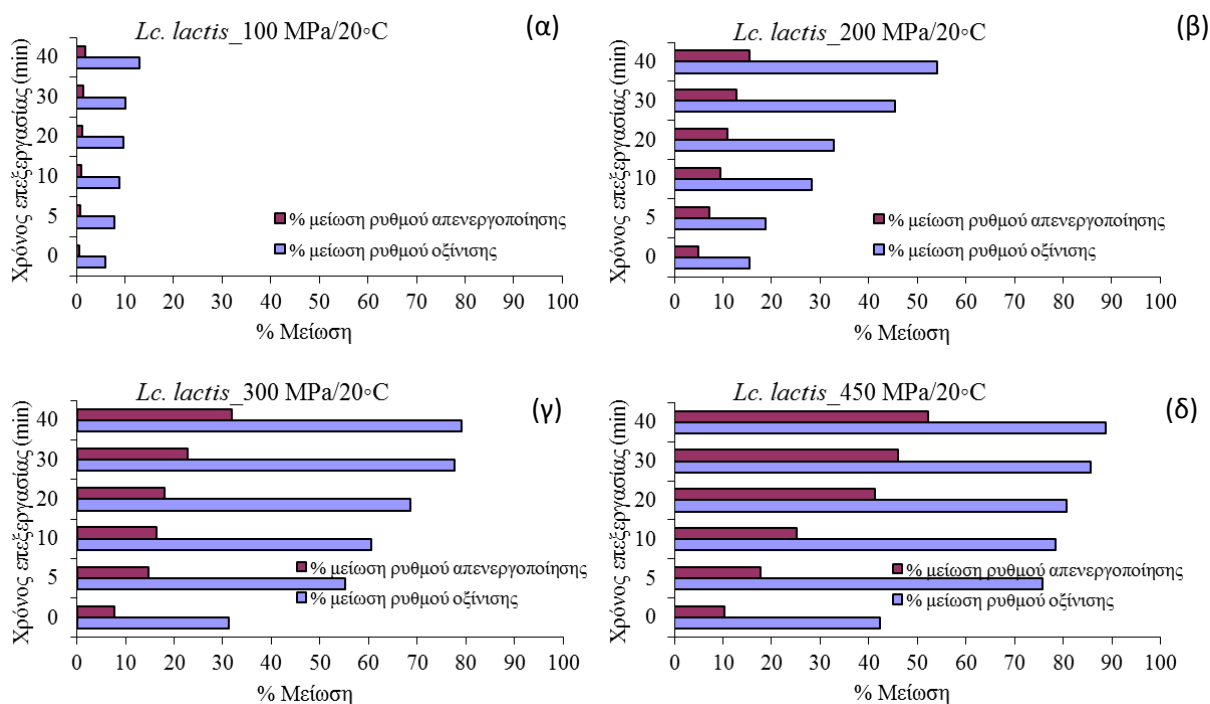 Lc. lactis_100 MPa/20◦C
(α)
Χρόνος επεξεργασίας (min)
40
30
20
10
5
0
% μείωση ρυθμού απενεργοποίησης
% μείωση ρυθμού οξίνισης
0 10 20 30 40 50 60 70 80 90 100
% Μείωση
Lc. lactis_200 MPa/20◦C
(β)
Χρόνος επεξεργασίας (min)
40
30
20
10
5
0
% μείωση ρυθμού απενεργοποίησης
% μείωση ρυθμού οξίνισης
0 10 20 30 40 50 60 70 80 90 100
% Μείωση
Lc. lactis_300 MPa/20◦C
(γ)
Χρόνος επεξεργασίας (min)
40
30
20
10
5
0
% μείωση ρυθμού απενεργοποίησης
% μείωση ρυθμού οξίνισης
0 10 20 30 40 50 60 70 80 90 100
% Μείωση
Lc. lactis_450 MPa/20◦C
(δ)
Χρόνος επεξεργασίας (min)
40
30
20
10
5
0
% μείωση ρυθμού απενεργοποίησης
% μείωση ρυθμού οξίνισης
0 10 20 30 40 50 60 70 80 90 100
% Μείωση